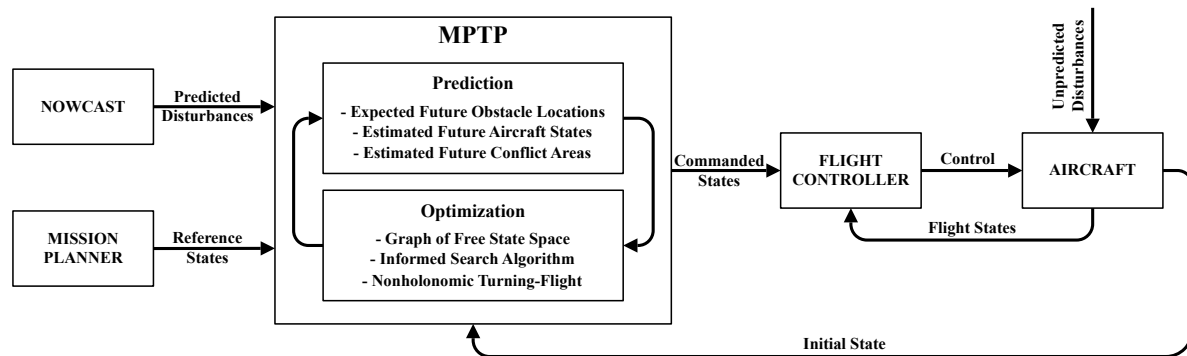 MPTP
NOWCAST
Predicted
Disturbances
MISSION
PLANNER
Reference
States
Prediction
- Expected Future Obstacle Locations
- Estimated Future Aircraft States
- Estimated Future Conflict Areas
Optimization
- Graph of Free State Space
- Informed Search Algorithm
- Nonholonomic Turning-Flight
Commanded
States
FLIGHT
CONTROLLER
Control
Unpredicted
Disturbances
AIRCRAFT
Flight States
Initial State